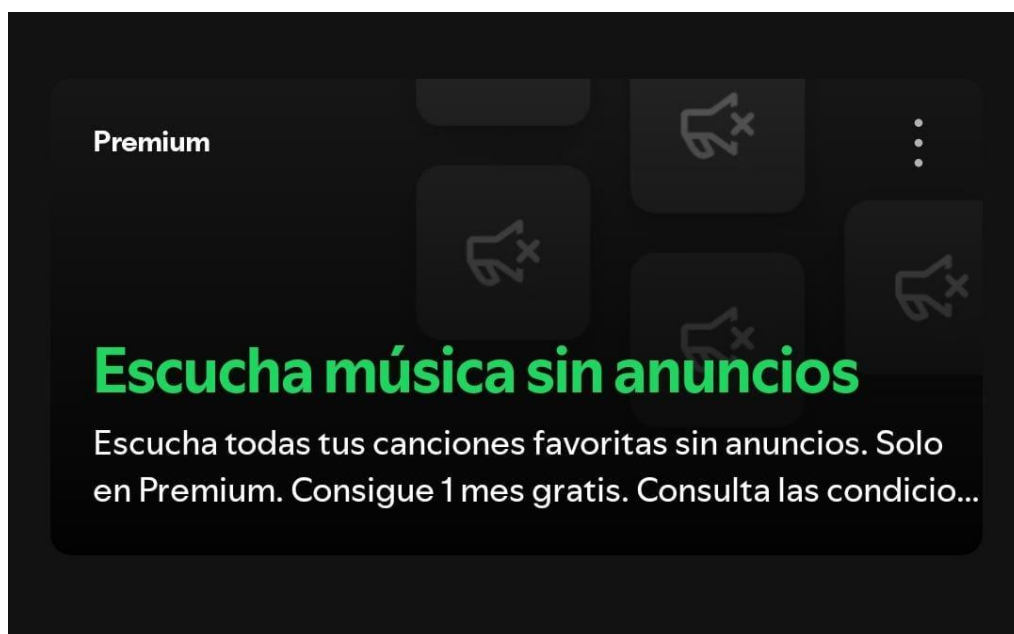 Premium
Escucha música sin anuncios
Escucha todas tus canciones favoritas sin anuncios. Solo
en Premium. Consigue 1 mes gratis. Consulta las condicio...